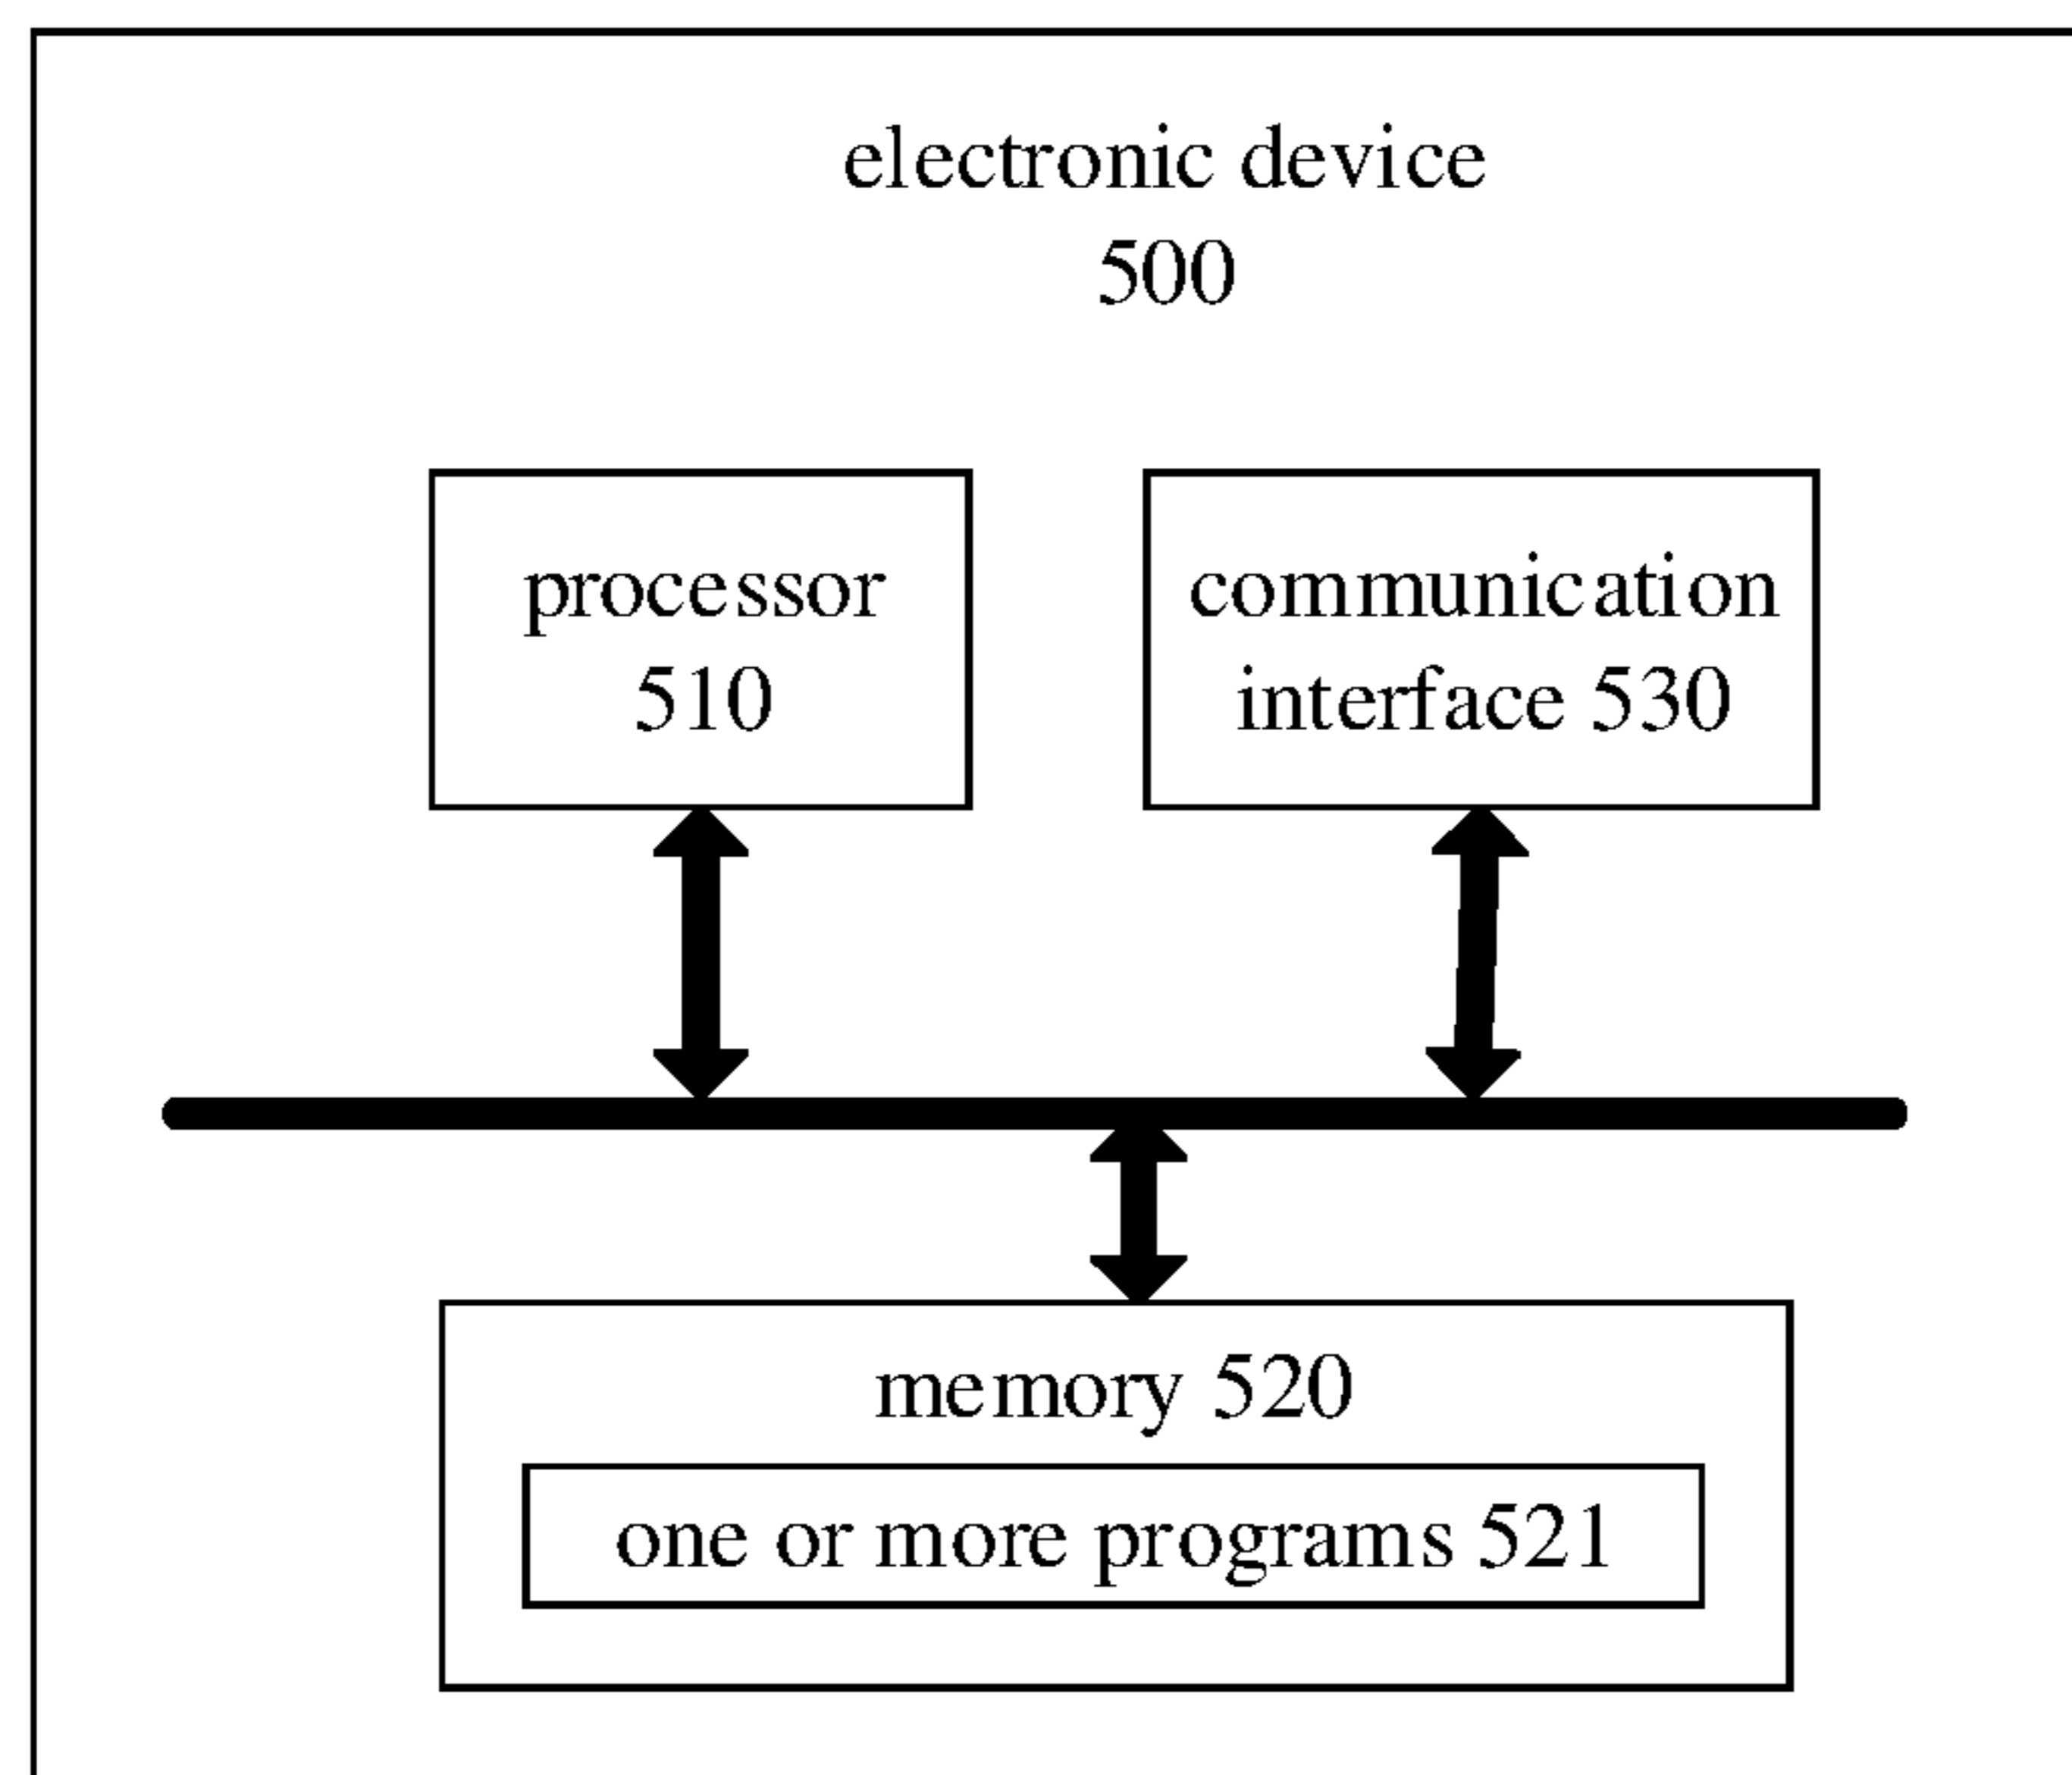 electronic device
500
processor
510
communication
interface 530
memory 520
one or more programs 521